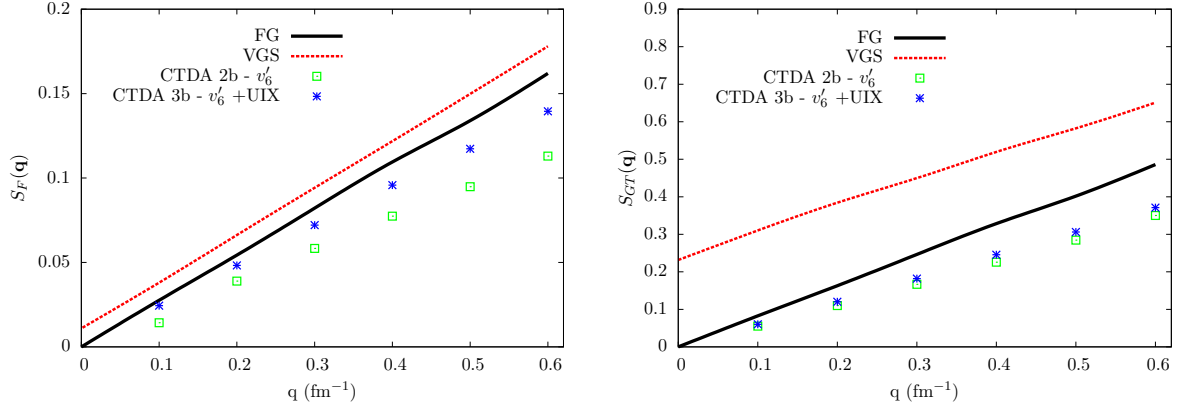 FG
VGS
CTDA 2b - v′6
CTDA 3b - v′6 +UIX
SF(q)
0.2
0.15
0.1
0.05
0
0 0.1 0.2 0.3 0.4 0.5 0.6
q (fm−1)
FG
VGS
CTDA 2b - v′6
CTDA 3b - v′6 +UIX
SGT(q)
0.9
0.8
0.7
0.6
0.5
0.4
0.3
0.2
0.1
0
0 0.1 0.2 0.3 0.4 0.5 0.6
q (fm−1)